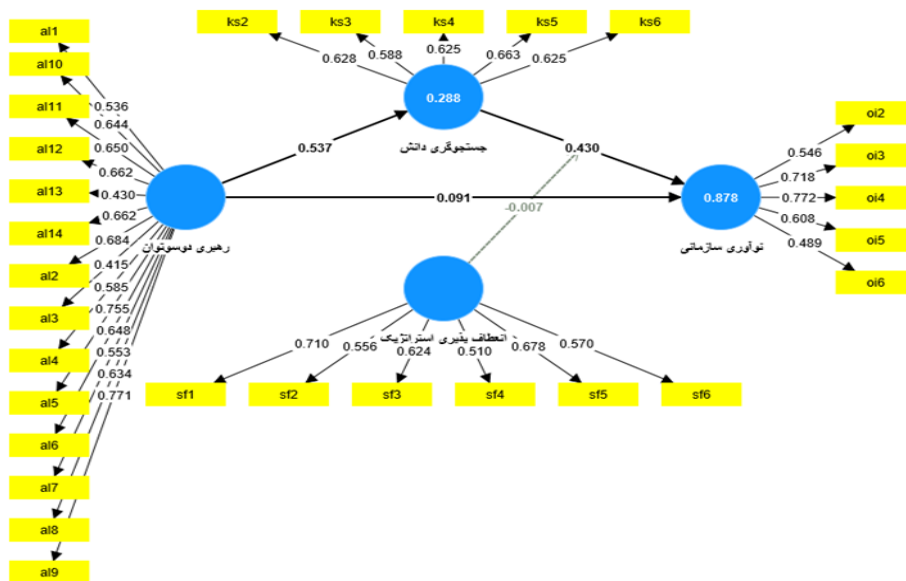 ks2 ks3 ks4 ks5 ks6
0.628 0.588 0.625 0.663 0.625
0.288
جستجوگری دانش
al1
al10
al11
al12
al13
al14
al2
al3
al4
al5
al6
al7
al8
al9
0.536
0.644
0.650
0.662
0.430
0.662
0.684
0.415
0.585
0.755
0.648
0.553
0.634
0.771
رهبری دوسوتوان
0.537
0.430
0.091
-0.007
0.878
نوآوری سازمانی
0.546
0.718
0.772
0.608
0.489
oi2
oi3
oi4
oi5
oi6
انعطاف پذیری استراتژیک
0.710 0.556 0.624 0.510 0.678 0.570
sf1 sf2 sf3 sf4 sf5 sf6